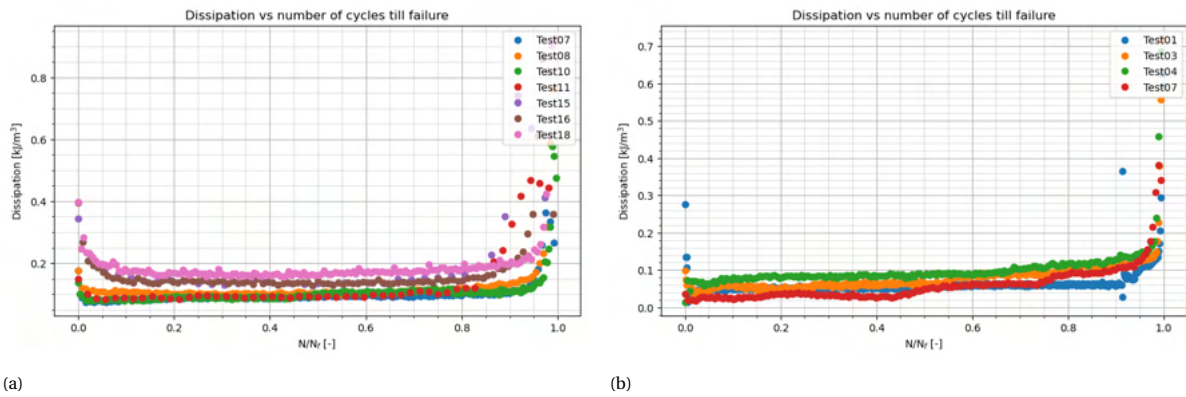 Dissipation vs number of cycles till failure
Test07
Test08
Test10
Test11
Test15
Test16
Test18
0.8
0.6
0.4
0.2
Dissipation [kJ/m³]
0.0 0.2 0.4 0.6 0.8 1.0
N/Nf [-]
(a)
Dissipation vs number of cycles till failure
Test01
Test03
Test04
Test07
0.7
0.6
0.5
0.4
0.3
0.2
0.1
0.0
Dissipation [kJ/m³]
0.0 0.2 0.4 0.6 0.8 1.0
N/Nf [-]
(b)